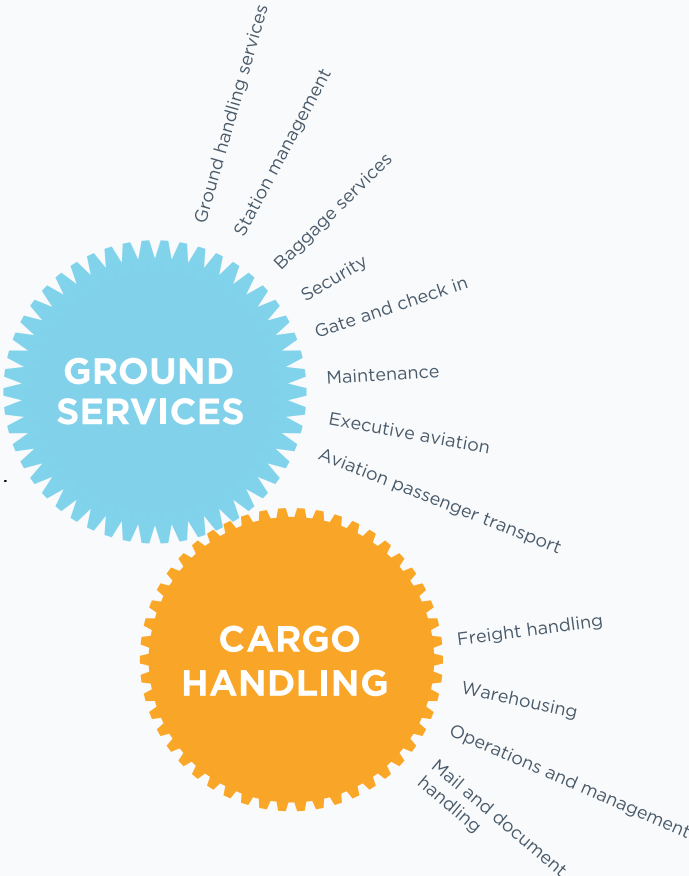 Ground handling services
Station management
Baggage services
Security
Gate and check in
GROUND
SERVICES
Maintenance
Executive aviation
Aviation passenger transport
CARGO
HANDLING
Freight handling
Warehousing
Operations and management
Mail and document
handling